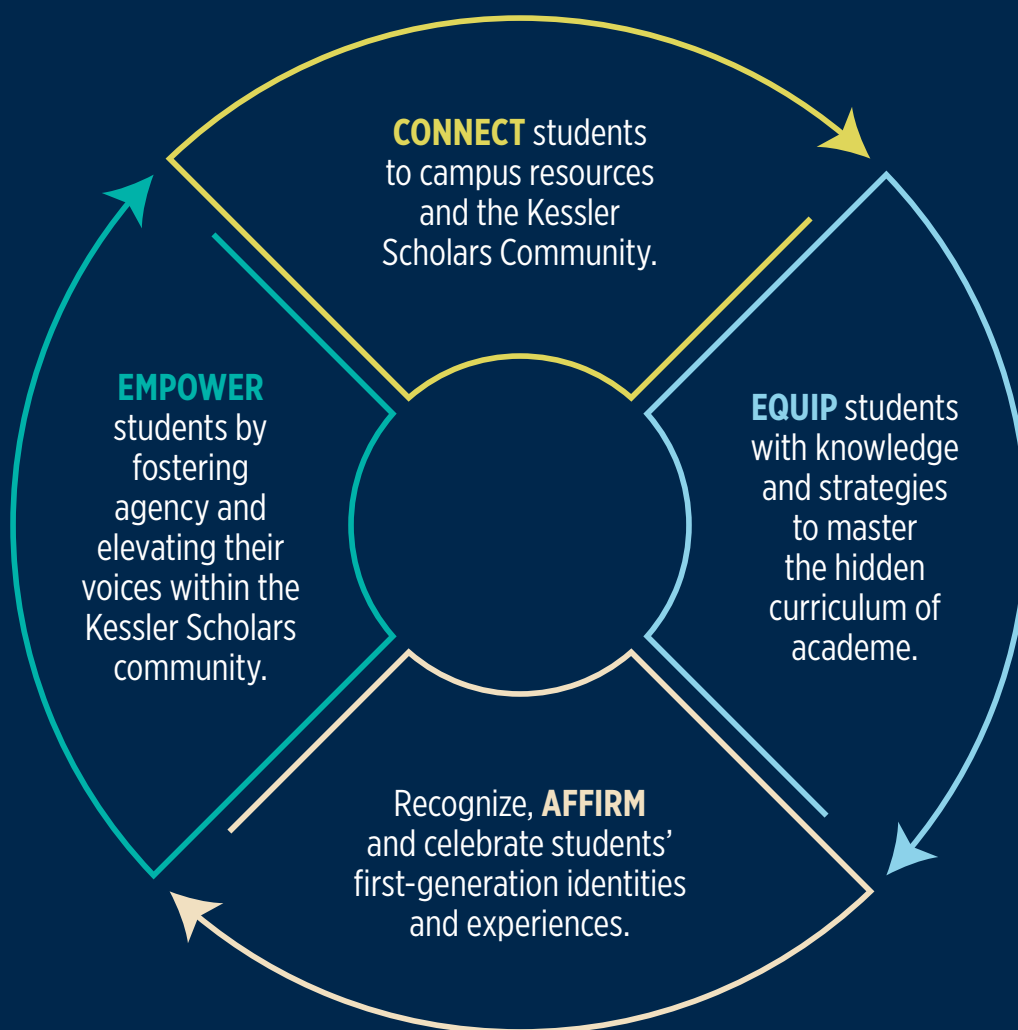 CONNECT students
to campus resources
and the Kessler
Scholars Community.
EQUIP students
with knowledge
and strategies
to master
the hidden
curriculum of
academe.
Recognize, AFFIRM
and celebrate students’
first-generation identities
and experiences.
EMPOWER
students by
fostering
agency and
elevating their
voices within the
Kessler Scholars
community.